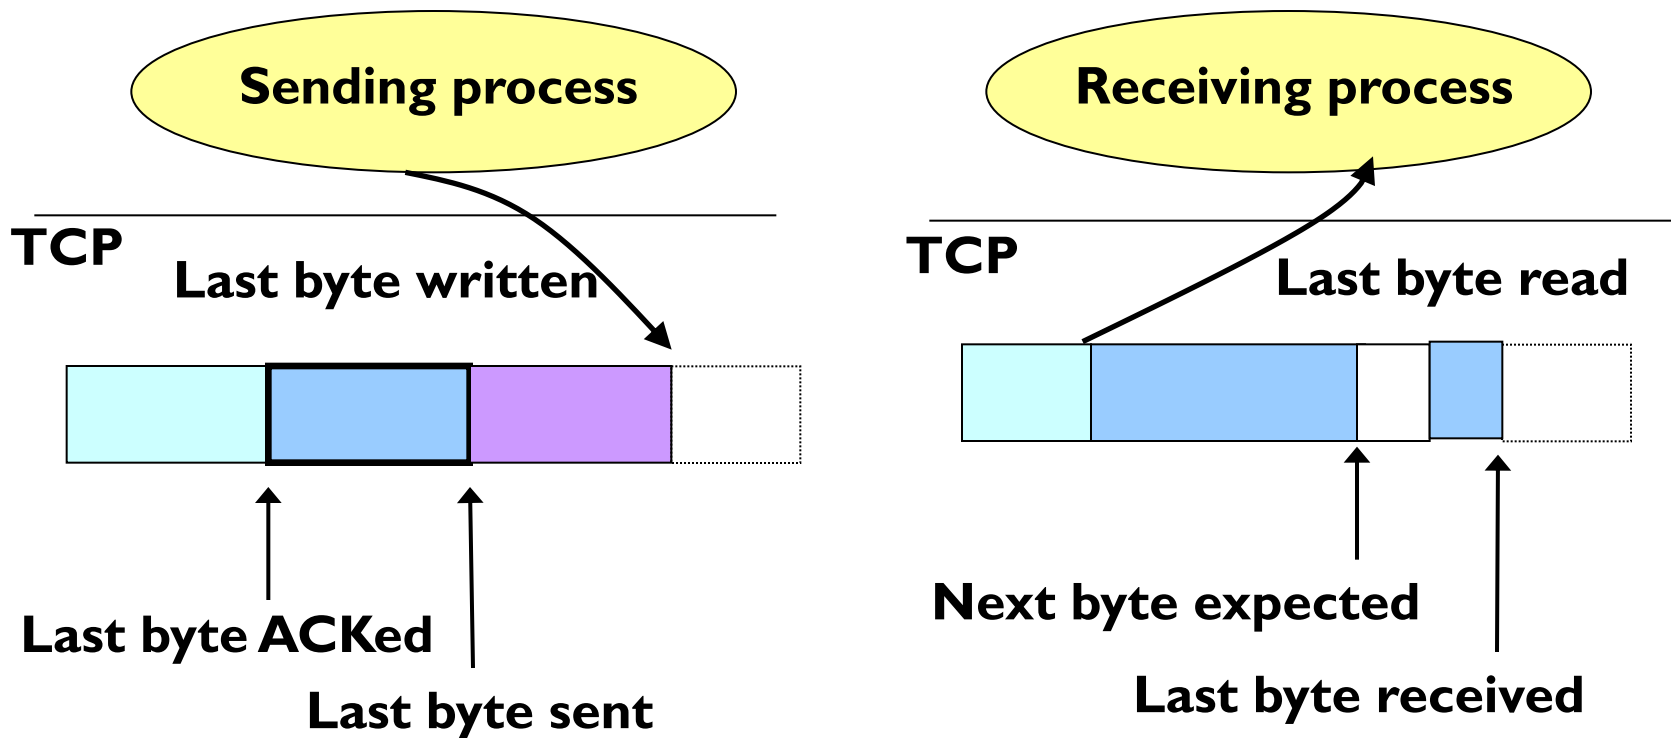 Sending process
TCP
Last byte written
Last byte ACKed
Last byte sent
Receiving process
TCP
Last byte read
Next byte expected
Last byte received